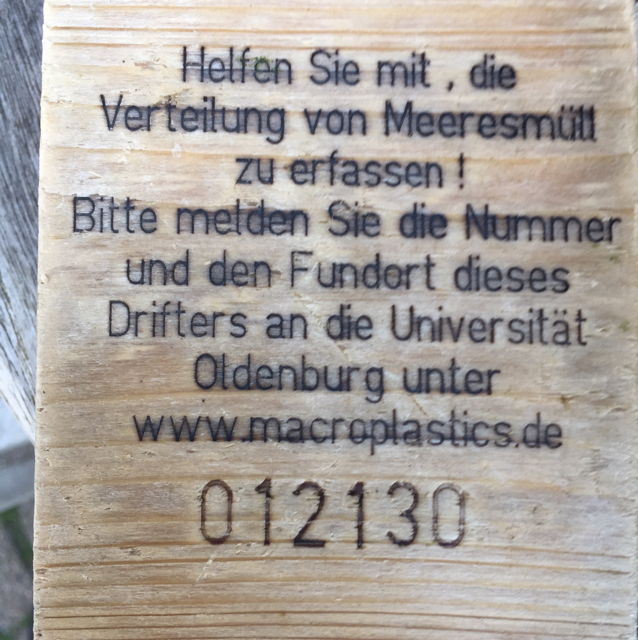 Helfen Sie mit , die
Verteilung von Meeresmüll
zu erfassen !
Bitte melden Sie die Nummer
und den Fundort dieses
Drifters an die Universität
Oldenburg unter
www.macroplastics.de
012130